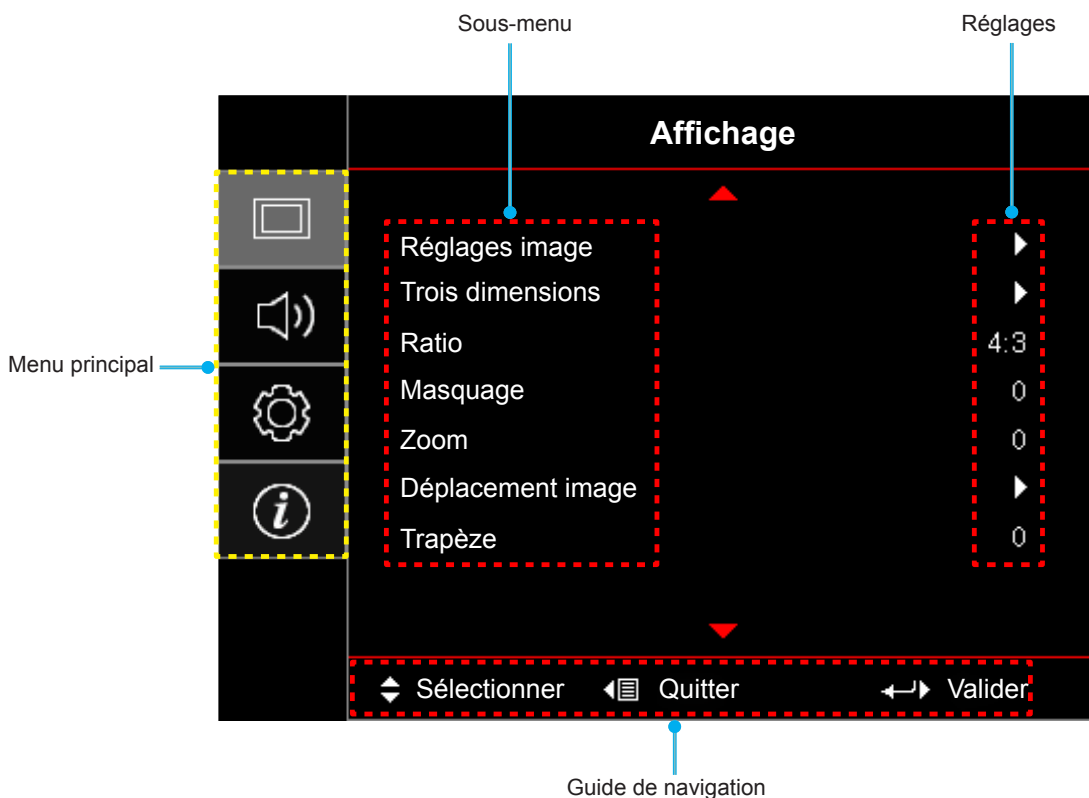 Sous-menu
Réglages
Affichage
Réglages image
Trois dimensions
Ratio 4:3
Masquage 0
Zoom 0
Déplacement image
Trapèze 0
Menu principal
i
Sélectionner Quitter Valider
Guide de navigation